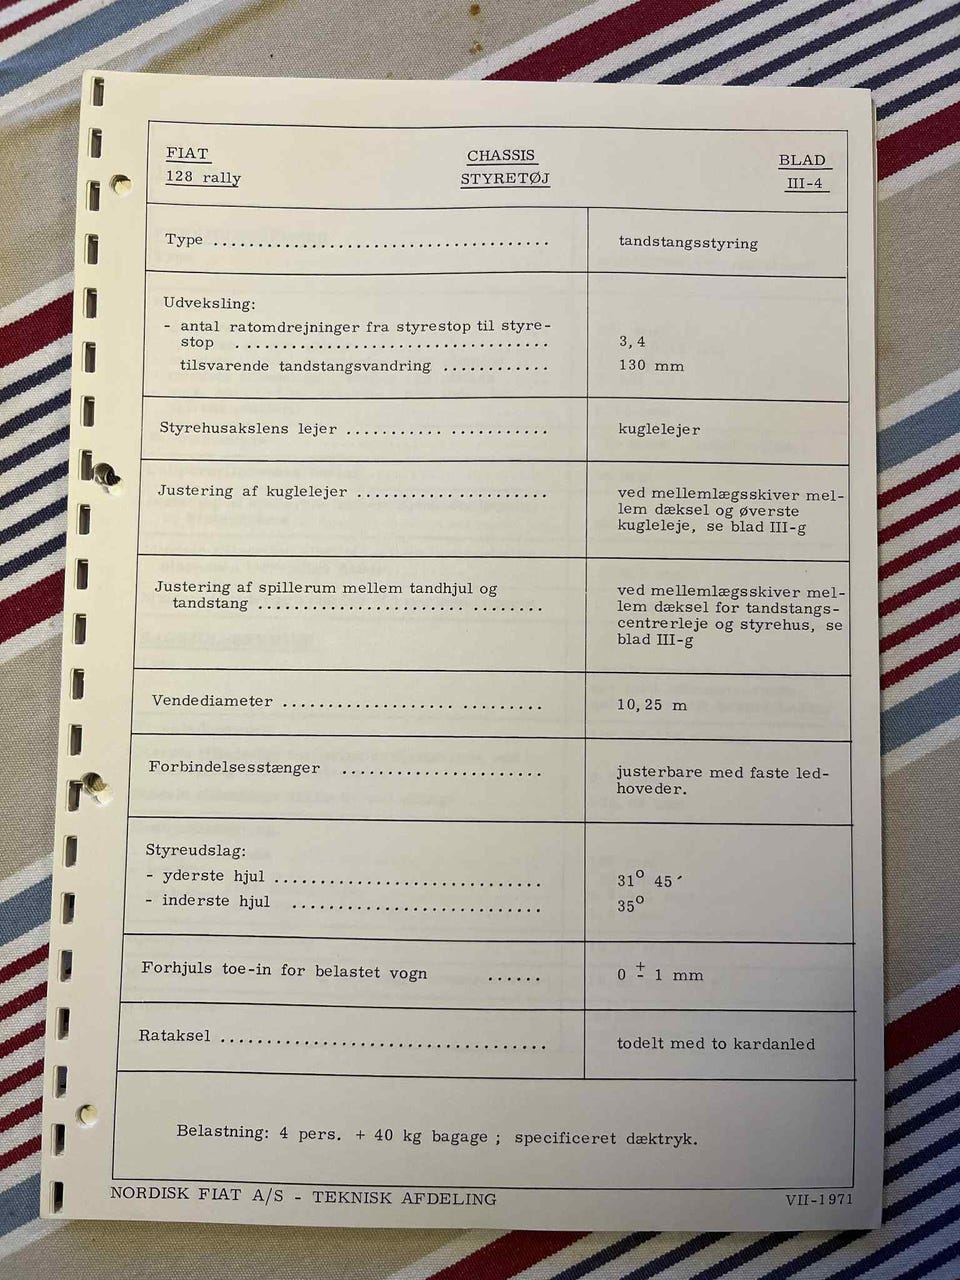 FIAT
128 rally
CHASSIS
STYRETØJ
BLAD
III-4
Type ..................................... tandstangsstyring
Udveksling:
- antal ratomdrejninger fra styrestop til styre-
stop ................................... 3,4
tilsvarende tandstangsvandring ............ 130 mm
Styrehusakslens lejer ........... ........... kuglelejer
Justering af kuglelejer ..................... ved mellemlægsskiver mel-
lem dæksel og øverste
kugleleje, se blad III-g
Justering af spillerum mellem tandhjul og
tandstang ....................... ........ ved mellemlægsskiver mel-
lem dæksel for tandstangs-
centrerleje og styrehus, se
blad III-g
Vendediameter ................... ......... 10,25 m
Forbindelsesstænger ...................... justerbare med faste led-
hoveder.
Styreudslag:
- yderste hjul .............................. 31° 45´
- inderste hjul ............................ 35°
Forhjuls toe-in for belastet vogn ...... 0 ± 1 mm
Rataksel ..................................... todelt med to kardanled
Belastning: 4 pers. + 40 kg bagage ; specificeret dæktryk.
NORDISK FIAT A/S - TEKNISK AFDELING
VII-1971